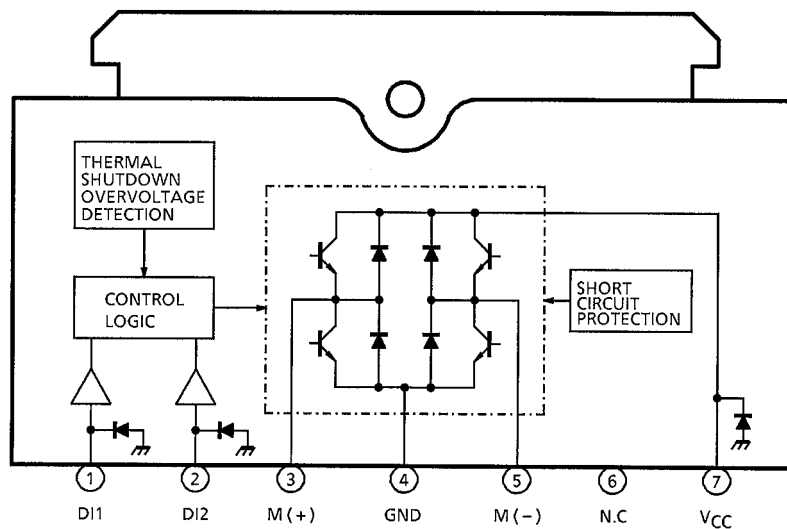 THERMAL
SHUTDOWN
OVERVOLTAGE
DETECTION
CONTROL
LOGIC
SHORT
CIRCUIT
PROTECTION
1
2
3
4
5
6
7
DI1
DI2
M(+)
GND
M(−)
N.C
VCC